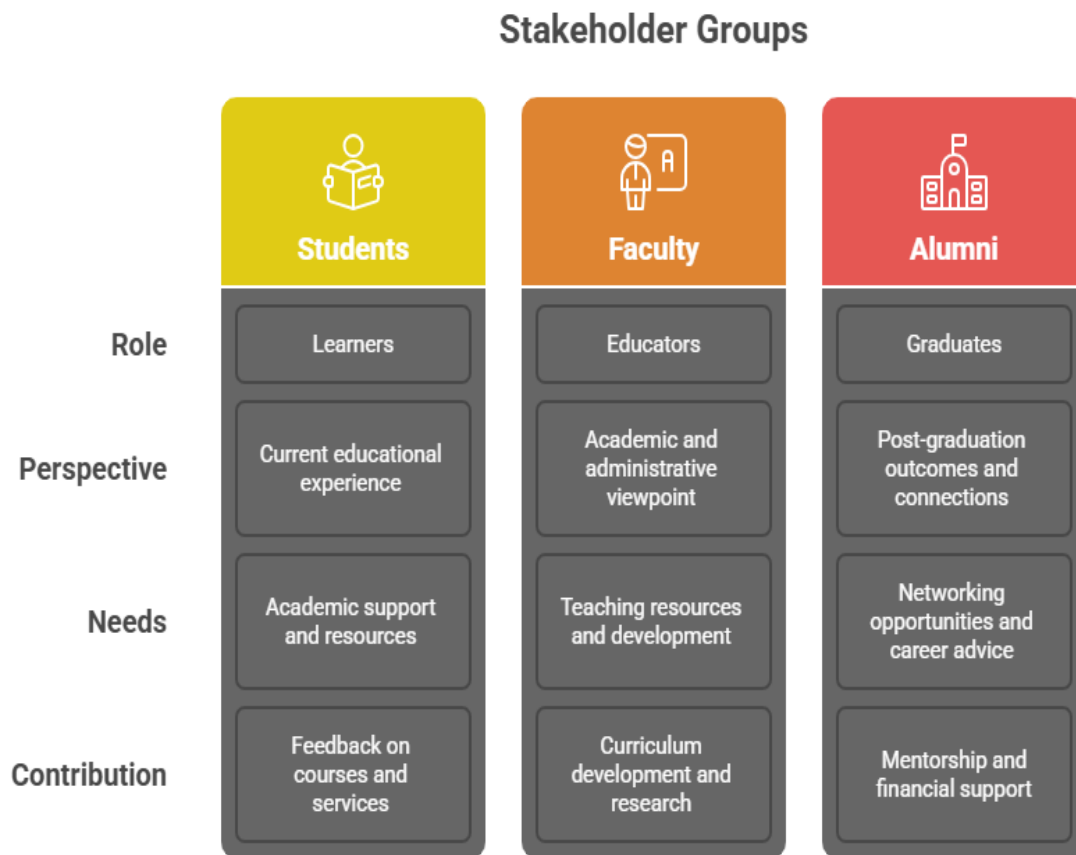 Stakeholder Groups
A
Students
Faculty
Alumni
Role
Learners
Educators
Graduates
Perspective
Current educational
experience
Academic and
administrative
viewpoint
Post-graduation
outcomes and
connections
Needs
Academic support
and resources
Teaching resources
and development
Networking
opportunities and
career advice
Contribution
Feedback on
courses and
services
Curriculum
development and
research
Mentorship and
financial support